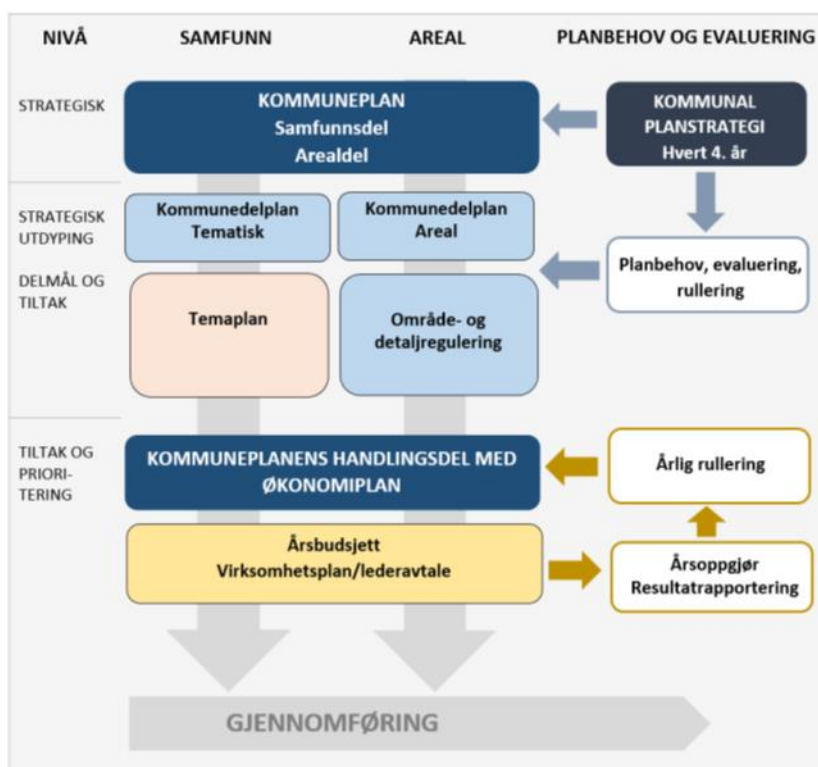 NIVÅ
SAMFUNN
AREAL
PLANBEHOV OG EVALUERING
STRATEGISK
KOMMUNEPLAN
Samfunnsdel
Arealdel
KOMMUNAL
PLANSTRATEGI
Hvert 4. år
STRATEGISK
UTDYPING
Kommunedelplan
Tematisk
Kommunedelplan
Areal
Planbehov, evaluering,
rullering
DELMÅL OG
TILTAK
Temaplan
Område- og
detaljregulering
TILTAK OG
PRIORI-
TERING
KOMMUNEPLANENS HANDLINGSDEL MED
ØKONOMIPLAN
Årlig rullering
Årsbudsjett
Virksomhetsplan/lederavtale
Årsoppgjør
Resultatrapportering
GJENNOMFØRING